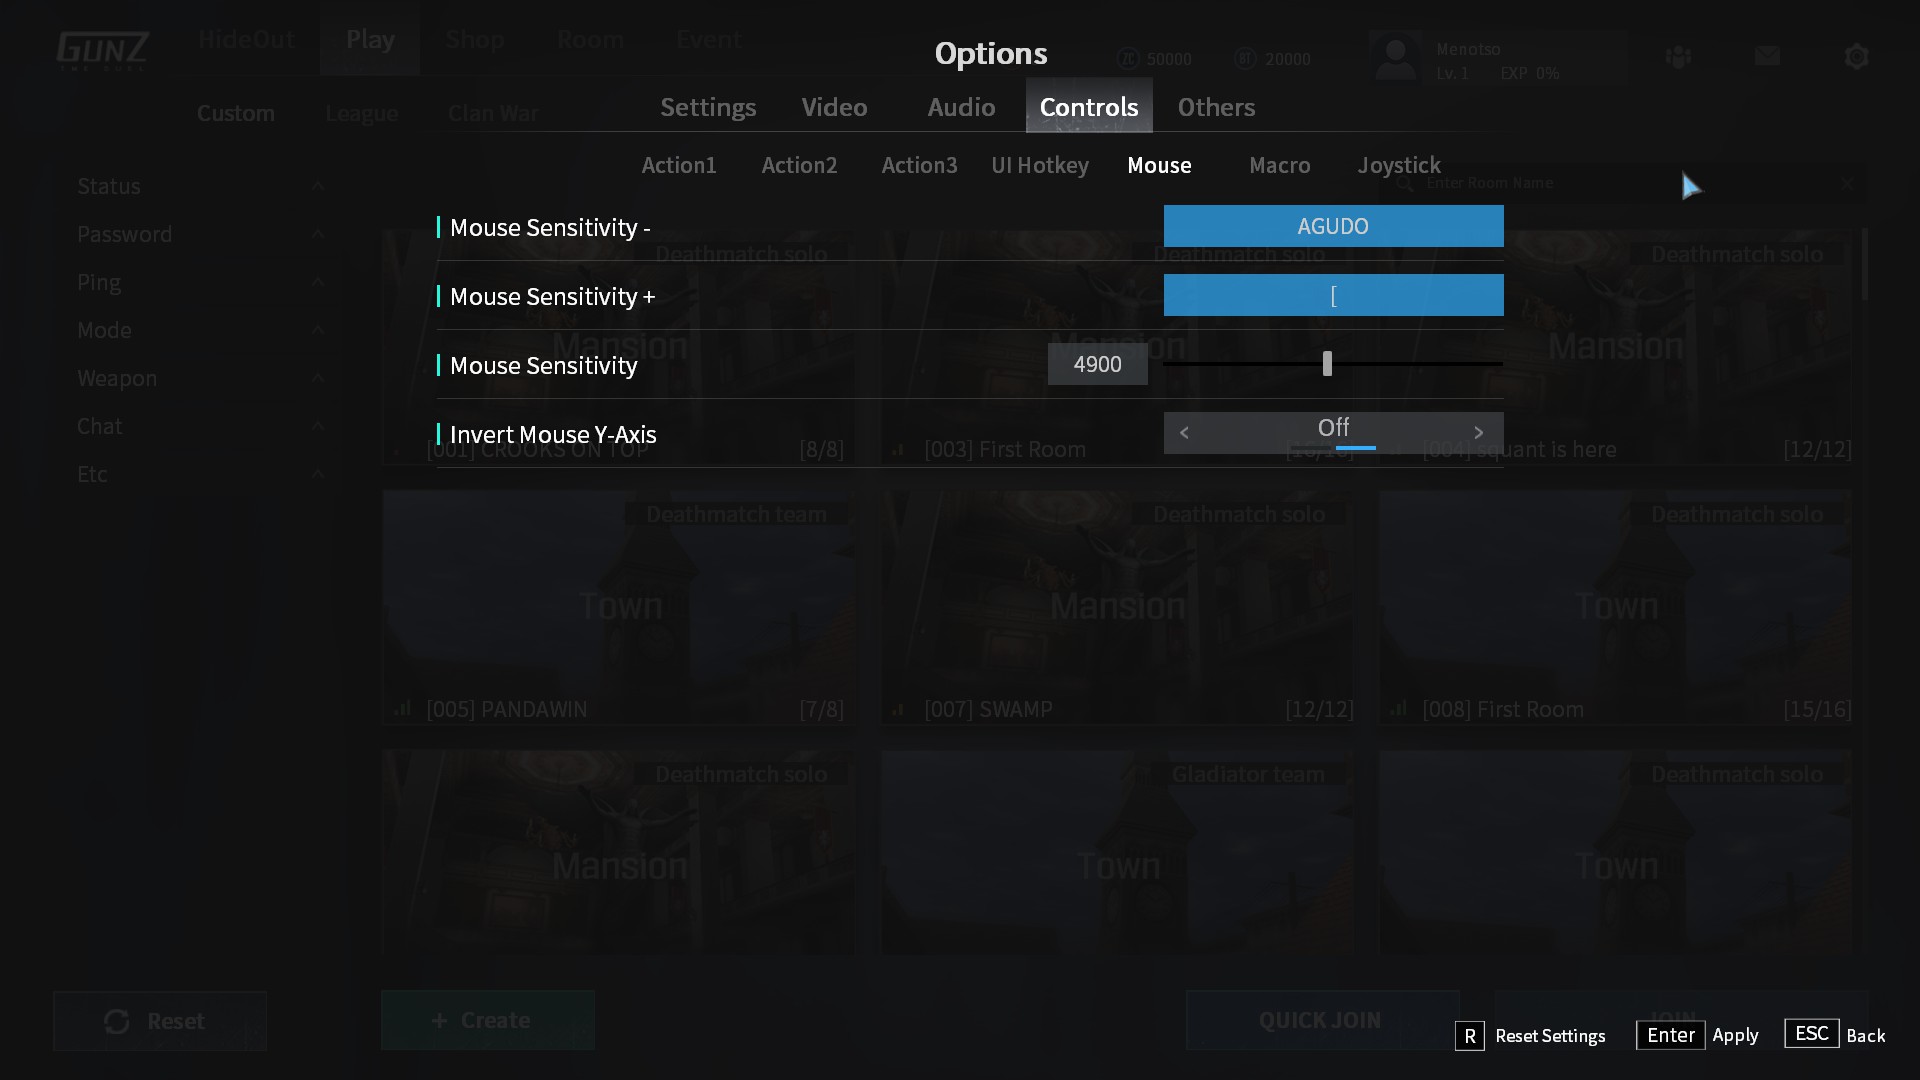 GUNZ
HideOut Play Shop Room Event
Options
ZC 50000 BT 20000
Menotso
Lv. 1 EXP 0%
Custom League Clan War
Settings Video Audio Controls Others
Action1 Action2 Action3 UI Hotkey Mouse Macro Joystick
Enter Room Name
Status
Password
Ping
Mode
Weapon
Chat
Etc
Mouse Sensitivity - AGUDO
Mouse Sensitivity + [
Mouse Sensitivity 4900
Invert Mouse Y-Axis < Off >
Deathmatch solo Deathmatch solo Deathmatch solo
Mansion Mansion Mansion
[001] CROOKS ON TOP [8/8] [003] First Room [16/16] [004] squant is here [12/12]
Deathmatch team Deathmatch solo Deathmatch solo
Town Mansion Town
[005] PANDAWIN [7/8] [007] SWAMP [12/12] [008] First Room [15/16]
Deathmatch solo Gladiator team Deathmatch solo
Mansion Town Town
Reset + Create QUICK JOIN JOIN
R Reset Settings Enter Apply ESC Back